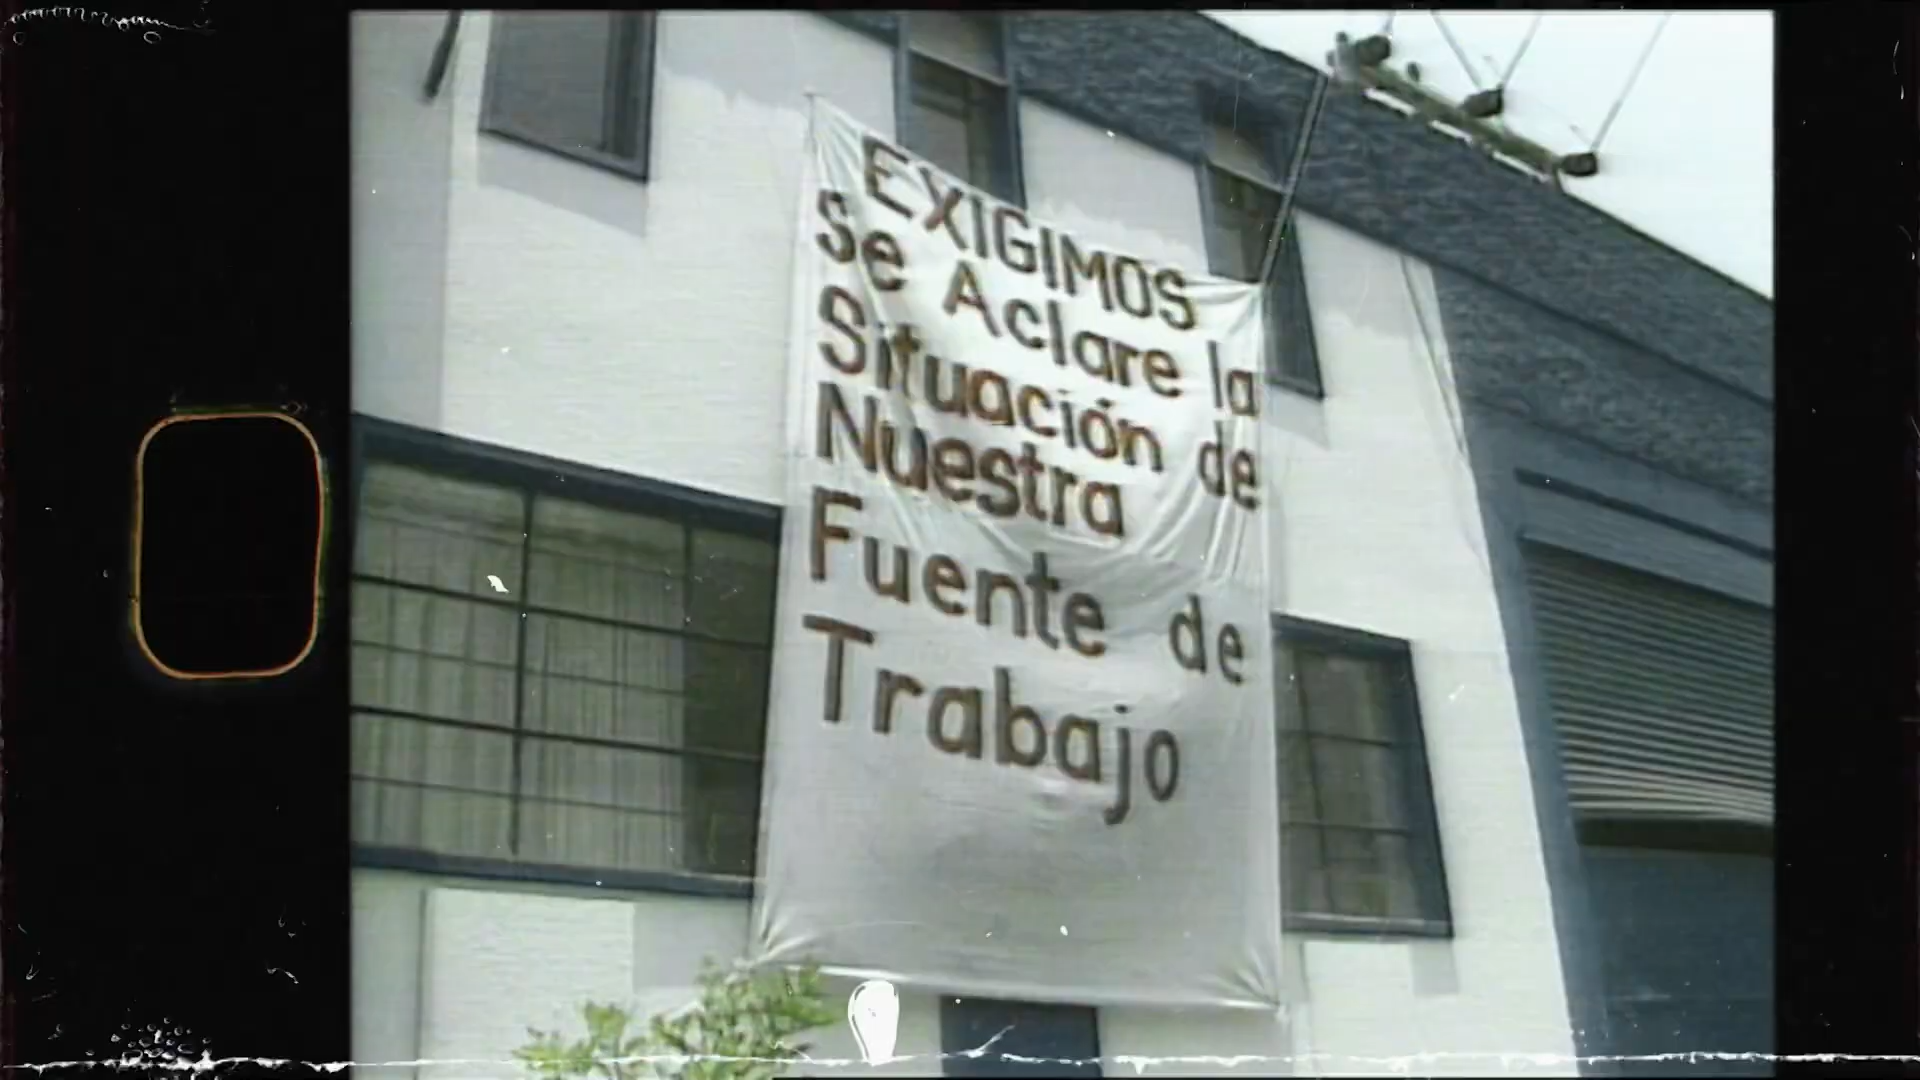 EXIGIMOS
Se Aclare la
Situación de
Nuestra
Fuente de
Trabajo